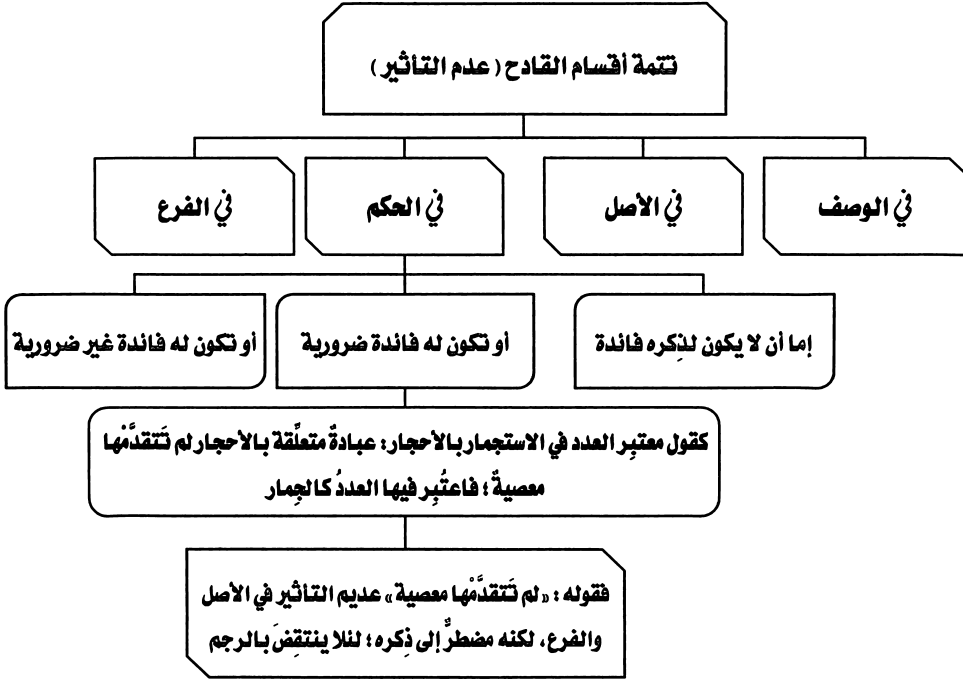 تتمة أقسام القادح (عدم التأثير)
في الوصف
في الأصل
في الحكم
في الفرع
إما أن لا يكون لذِكره فائدة
أو تكون له فائدة ضرورية
أو تكون له فائدة غير ضرورية
كقول معتبِر العدد في الاستجمار بالأحجار: عبادةٌ متعلِّقة بالأحجار لم تَتقدَّمْها
معصيةٌ؛ فاعتُبِر فيها العددُ كالجِمار
فقوله: «لم تَتقدَّمْها معصية» عديم التأثير في الأصل
والفرع، لكنه مضطرٌّ إلى ذِكره؛ لئلا ينتقِضَ بالرجم